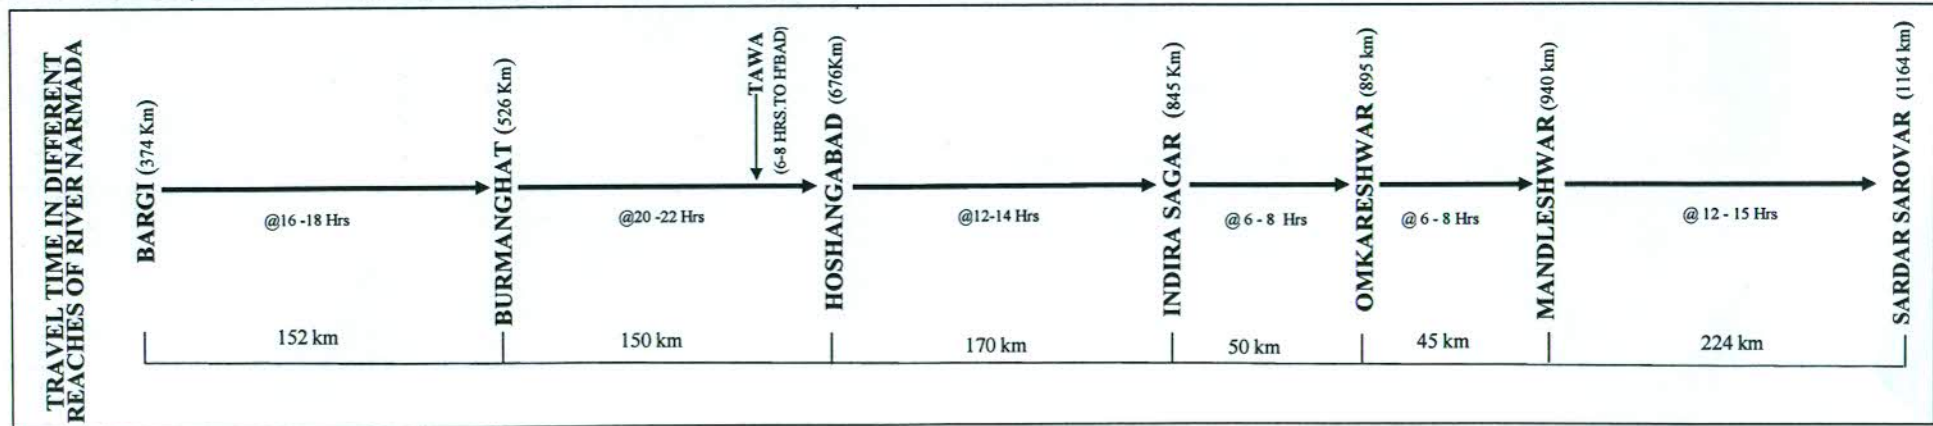 TRAVEL TIME IN DIFFERENT
REACHES OF RIVER NARMADA
BARGI (374 Km)
@16 -18 Hrs
BURMANGHAT (526 Km)
@20 -22 Hrs
TAWA
(6-8 HRS.TO H'BAD)
HOSHANGABAD (676Km)
@12-14 Hrs
INDIRA SAGAR (845 Km)
@ 6 - 8 Hrs
OMKARESHWAR (895 km)
@ 6 - 8 Hrs
MANDLESHWAR (940 km)
@ 12 - 15 Hrs
SARDAR SAROVAR (1164 km)
152 km
150 km
170 km
50 km
45 km
224 km